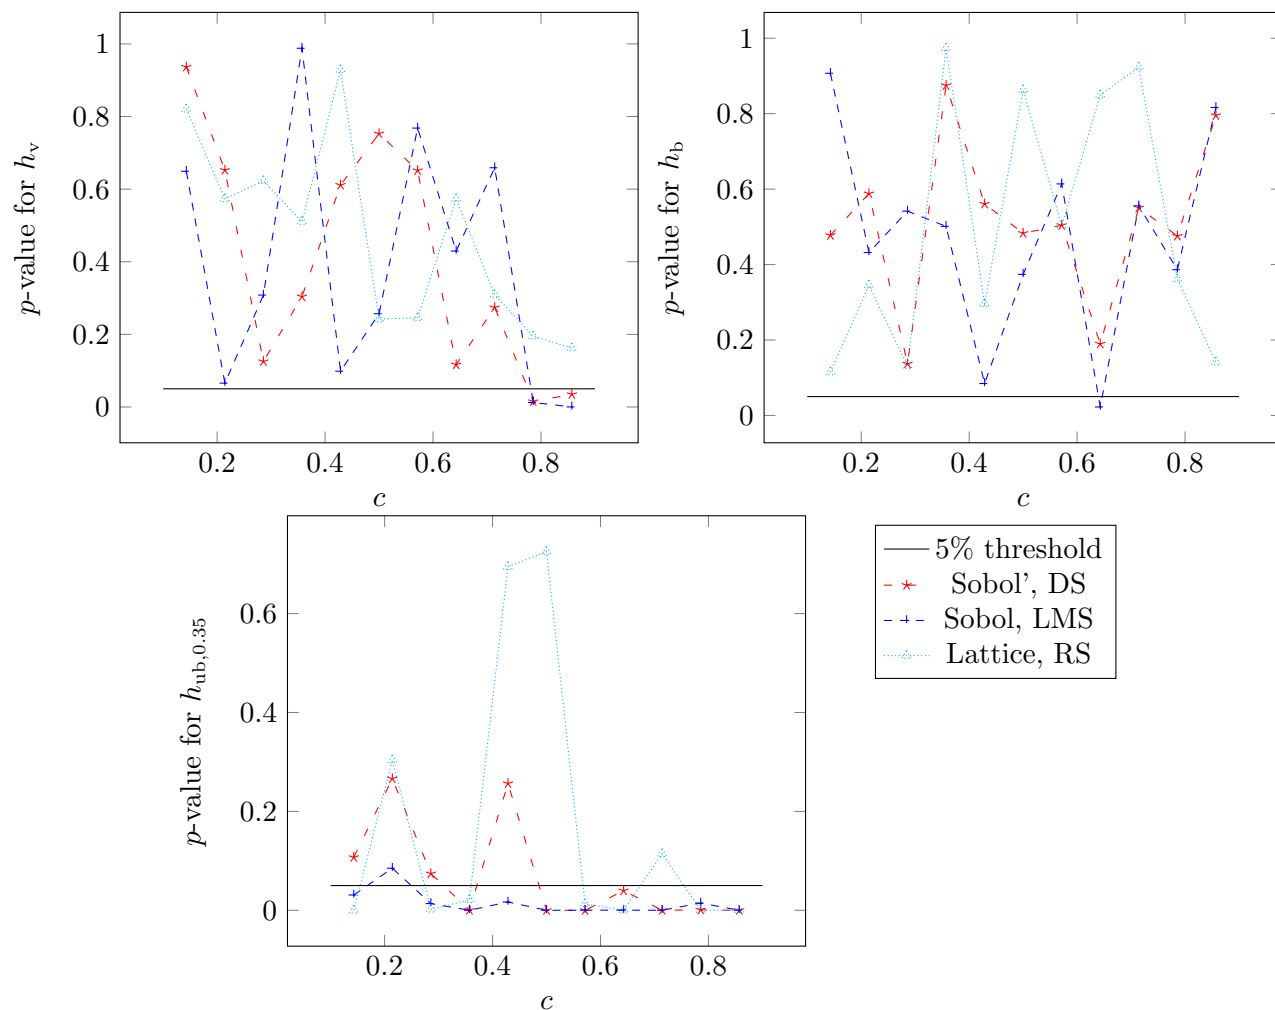 1
0.8
0.6
0.4
0.2
0
0.2 0.4 0.6 0.8
c
p-value for h_v
1
0.8
0.6
0.4
0.2
0
0.2 0.4 0.6 0.8
c
p-value for h_b
0.6
0.4
0.2
0
0.2 0.4 0.6 0.8
c
p-value for h_ub,0.35
5% threshold
Sobol', DS
Sobol, LMS
Lattice, RS